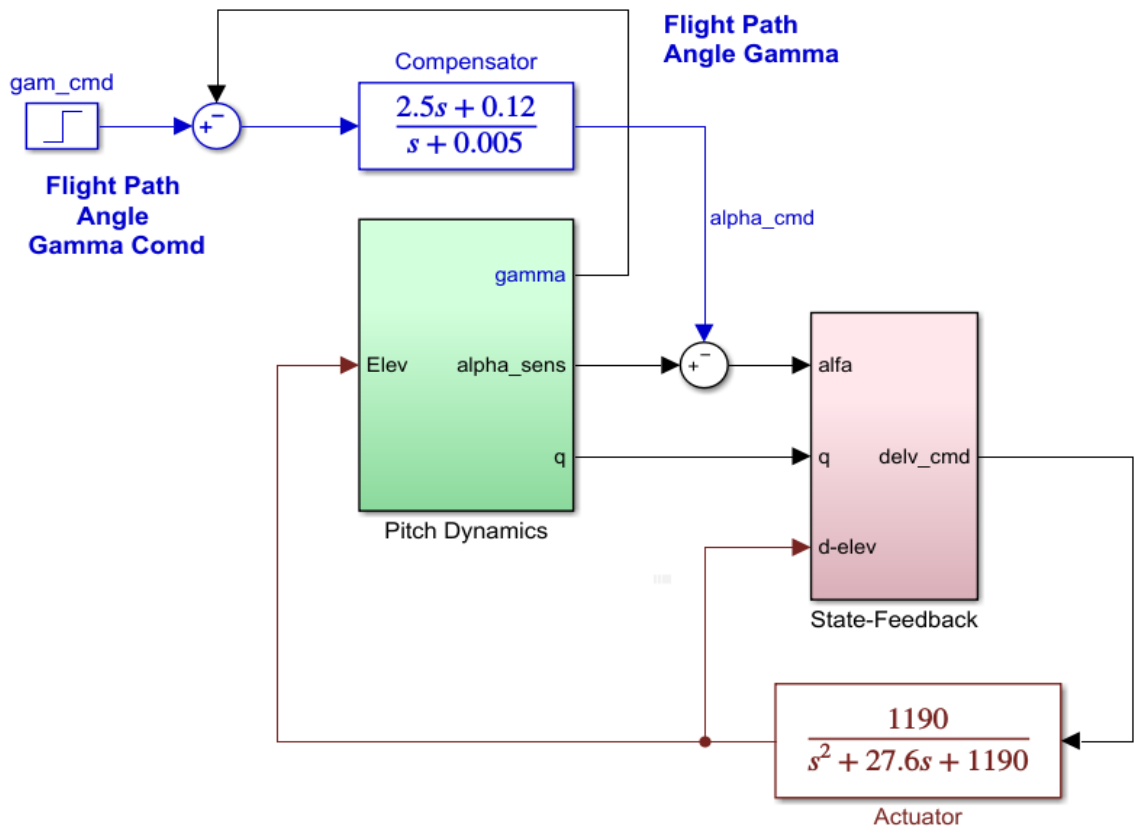 Flight Path
Angle Gamma
gam_cmd
Compensator
2.5s + 0.12
s + 0.005
+
−
Flight Path
Angle
Gamma Comd
alpha_cmd
gamma
Elev
alpha_sens
q
Pitch Dynamics
+
−
alfa
q
delv_cmd
d-elev
State-Feedback
1190
s² + 27.6s + 1190
Actuator